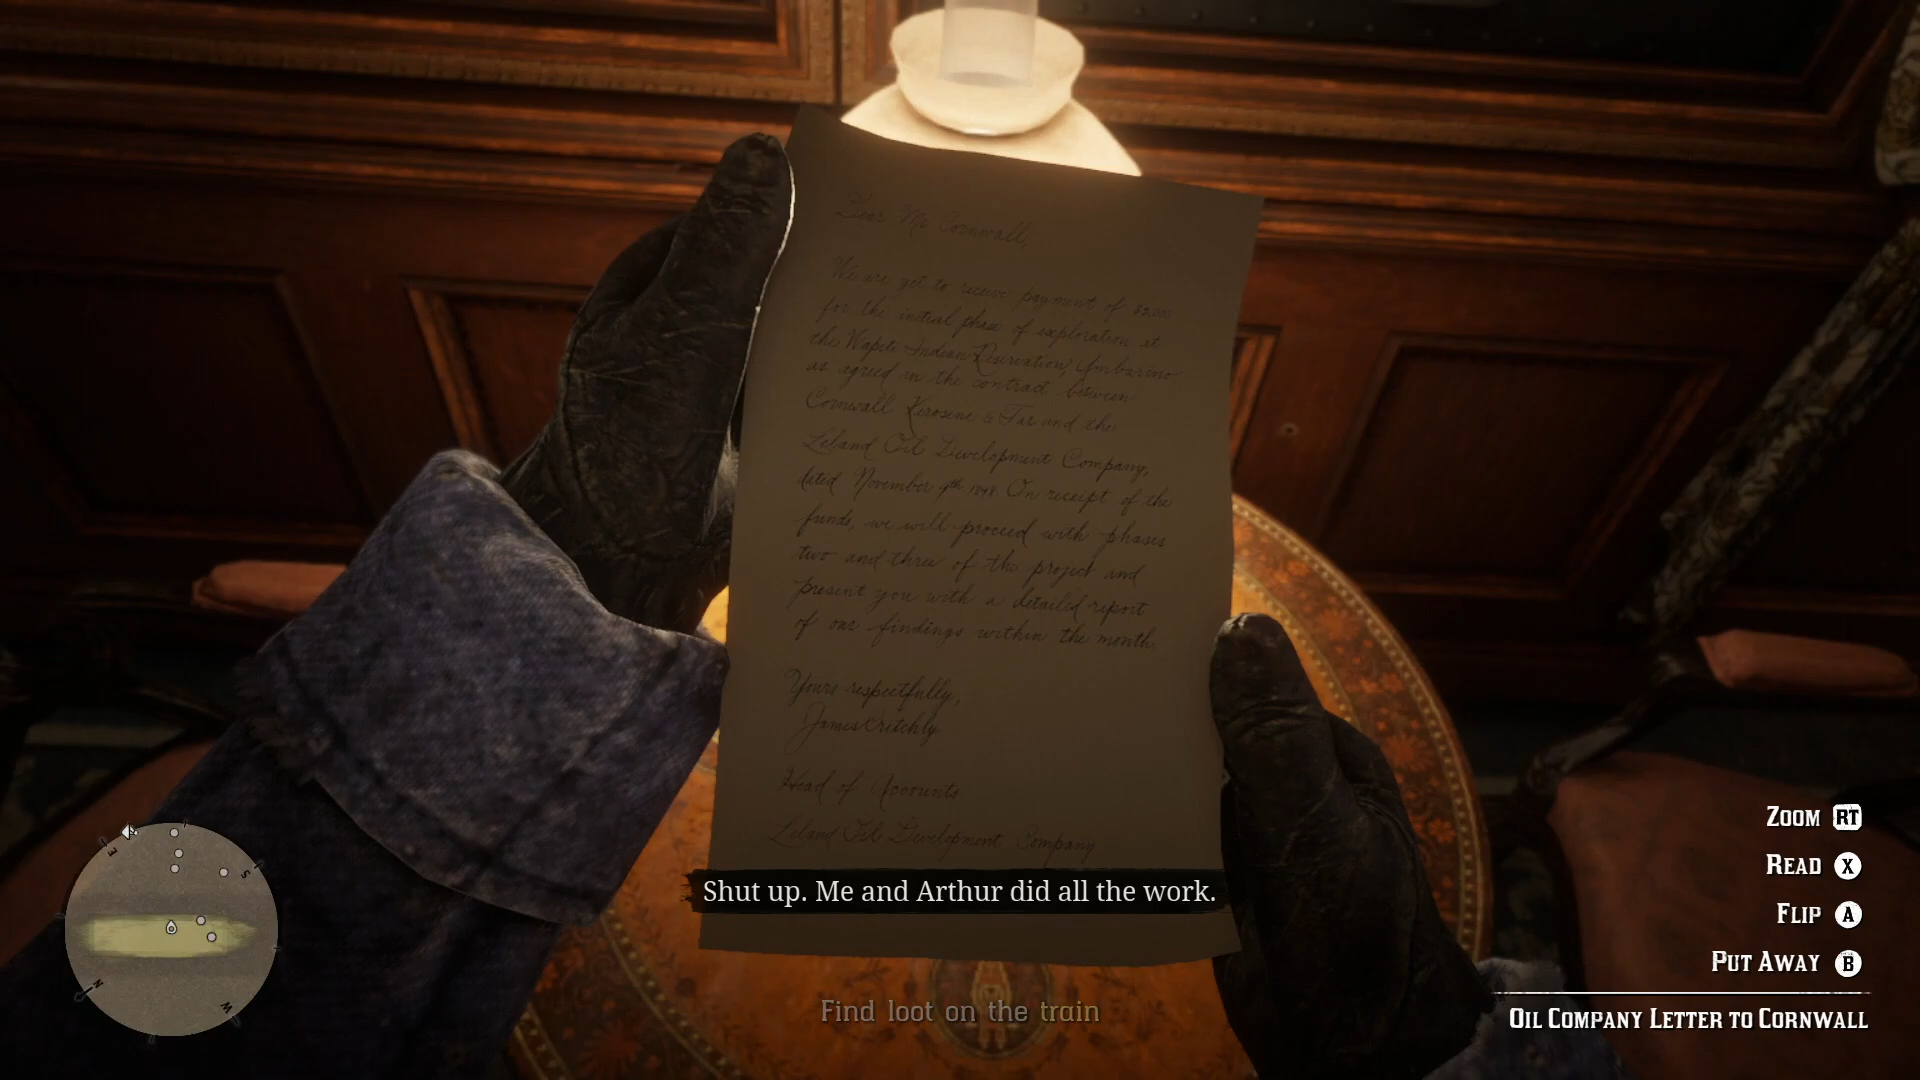 Dear Mr Cornwall,
We are yet to receive payment of
for the initial phase of exploration at
the Wapiti Indian Reservation, Ambarino
as agreed in the contract between
Cornwall Kerosene & Tar and the
Leland Oil Development Company,
dated November 9th 1898. On receipt of the
funds, we will proceed with phases
two and three of the project and
present you with a detailed report
of our findings within the month.
Yours respectfully,
James Critchly
Head of Accounts
Leland Oil Development Company
Shut up. Me and Arthur did all the work.
Find loot on the train
ZOOM RT
READ X
FLIP A
PUT AWAY B
OIL COMPANY LETTER TO CORNWALL
E
S
N
W